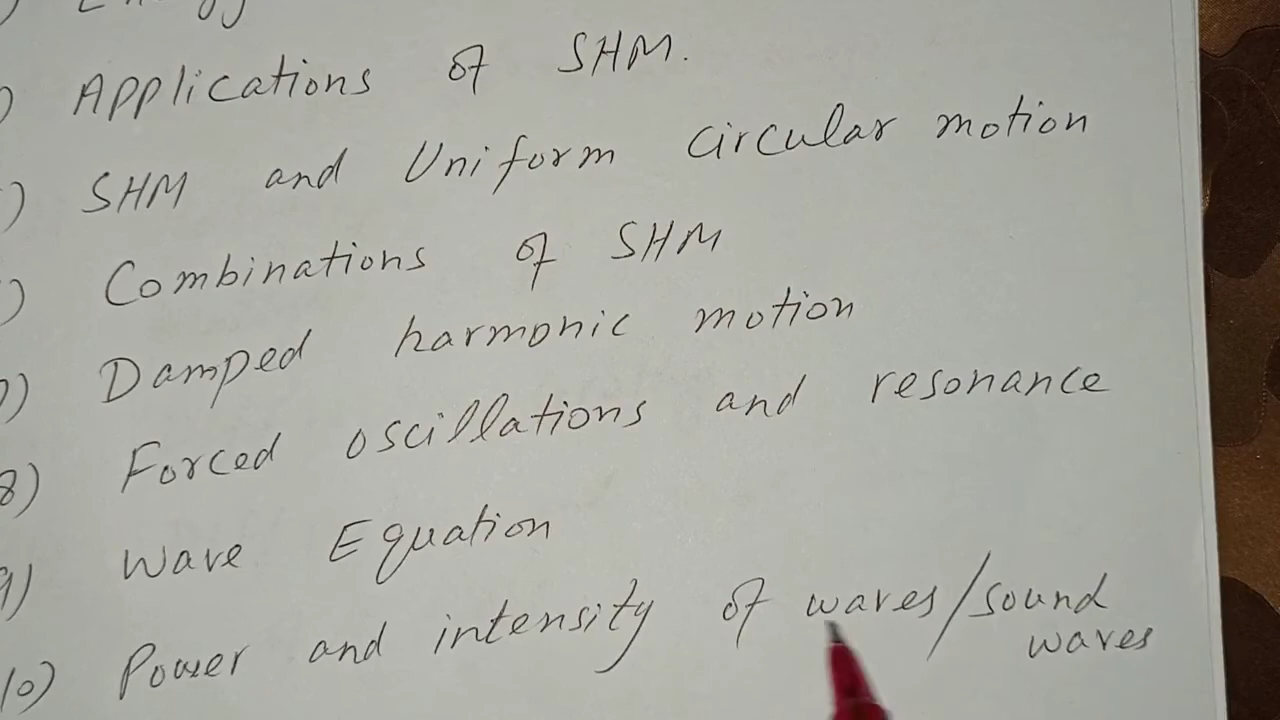 Applications of SHM.
) SHM and Uniform circular motion
) Combinations of SHM
) Damped harmonic motion
8) Forced oscillations and resonance
9) Wave Equation
10) Power and intensity of waves/sound
waves